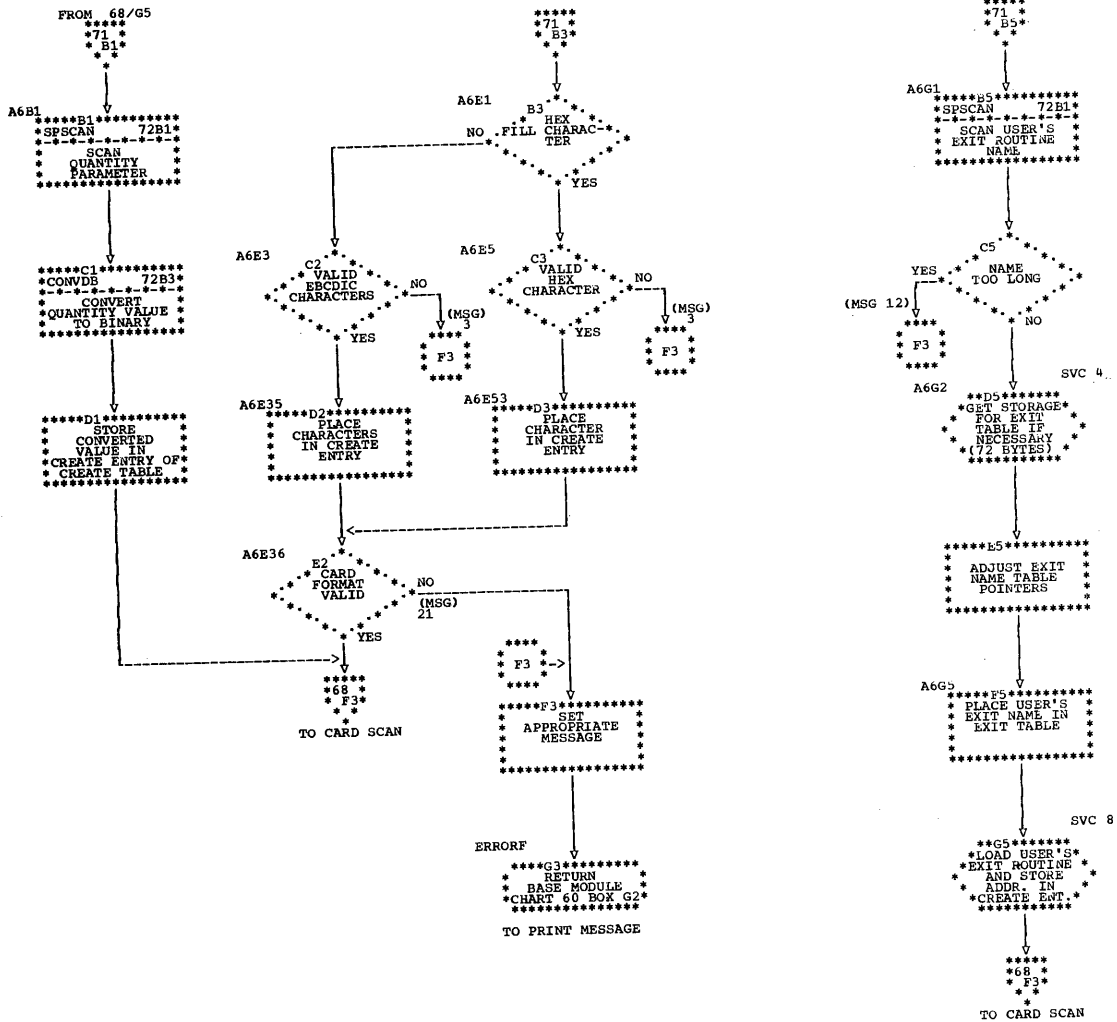 FROM 68/G5
71
B1
A6B1
B1
SPSCAN 72B1
SCAN
QUANTITY
PARAMETER
C1
CONVDB 72B3
CONVERT
QUANTITY VALUE
TO BINARY
D1
STORE
CONVERTED
VALUE IN
CREATE ENTRY OF
CREATE TABLE
71
B3
A6E1
B3
HEX
FILL CHARAC-
TER
NO
YES
A6E3
C2
VALID
EBCDIC
CHARACTERS
NO
(MSG)
3
F3
YES
A6E5
C3
VALID
HEX
CHARACTER
NO
(MSG)
3
F3
YES
A6E35
D2
PLACE
CHARACTERS
IN CREATE
ENTRY
A6E53
D3
PLACE
CHARACTER
IN CREATE
ENTRY
A6E36
E2
CARD
FORMAT
VALID
NO
(MSG)
21
YES
68
F3
TO CARD SCAN
F3
F3
SET
APPROPRIATE
MESSAGE
ERRORF
G3
RETURN
BASE MODULE
CHART 60 BOX G2
TO PRINT MESSAGE
71
B5
A6G1
B5
SPSCAN 72B1
SCAN USER'S
EXIT ROUTINE
NAME
C5
NAME
TOO LONG
YES
(MSG 12)
F3
NO
SVC 4
A6G2
D5
GET STORAGE
FOR EXIT
TABLE IF
NECESSARY
(72 BYTES)
E5
ADJUST EXIT
NAME TABLE
POINTERS
A6G5
F5
PLACE USER'S
EXIT NAME IN
EXIT TABLE
SVC 8
G5
LOAD USER'S
EXIT ROUTINE
AND STORE
ADDR. IN
CREATE ENT.
68
F3
TO CARD SCAN